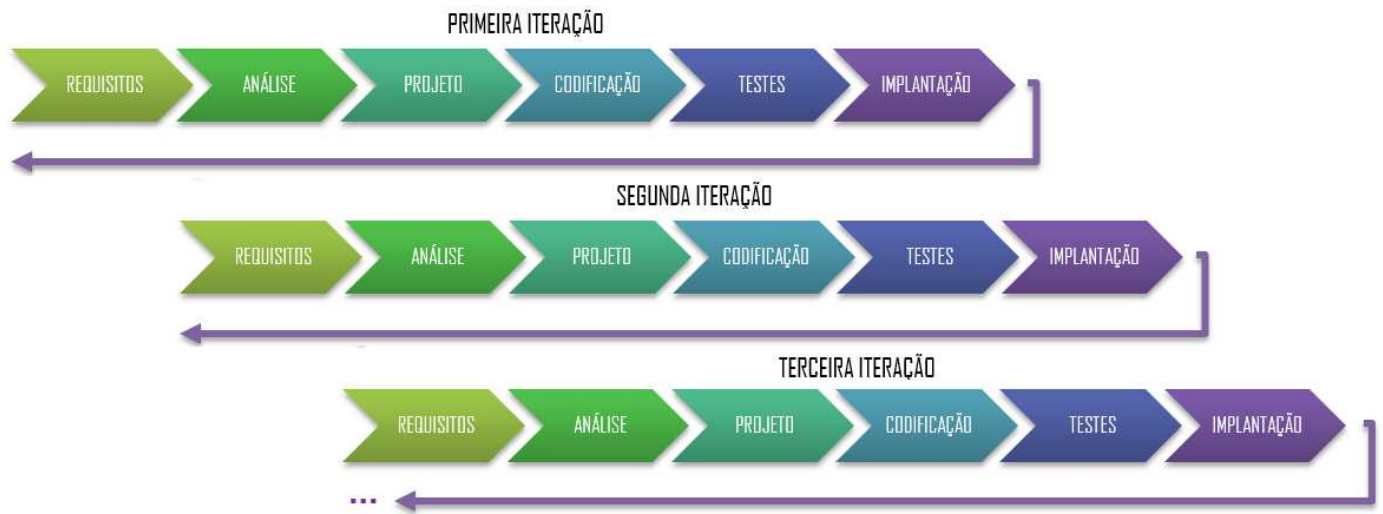 PRIMEIRA ITERAÇÃO
REQUISITOS ANÁLISE PROJETO CODIFICAÇÃO TESTES IMPLANTAÇÃO
SEGUNDA ITERAÇÃO
REQUISITOS ANÁLISE PROJETO CODIFICAÇÃO TESTES IMPLANTAÇÃO
TERCEIRA ITERAÇÃO
REQUISITOS ANÁLISE PROJETO CODIFICAÇÃO TESTES IMPLANTAÇÃO
...